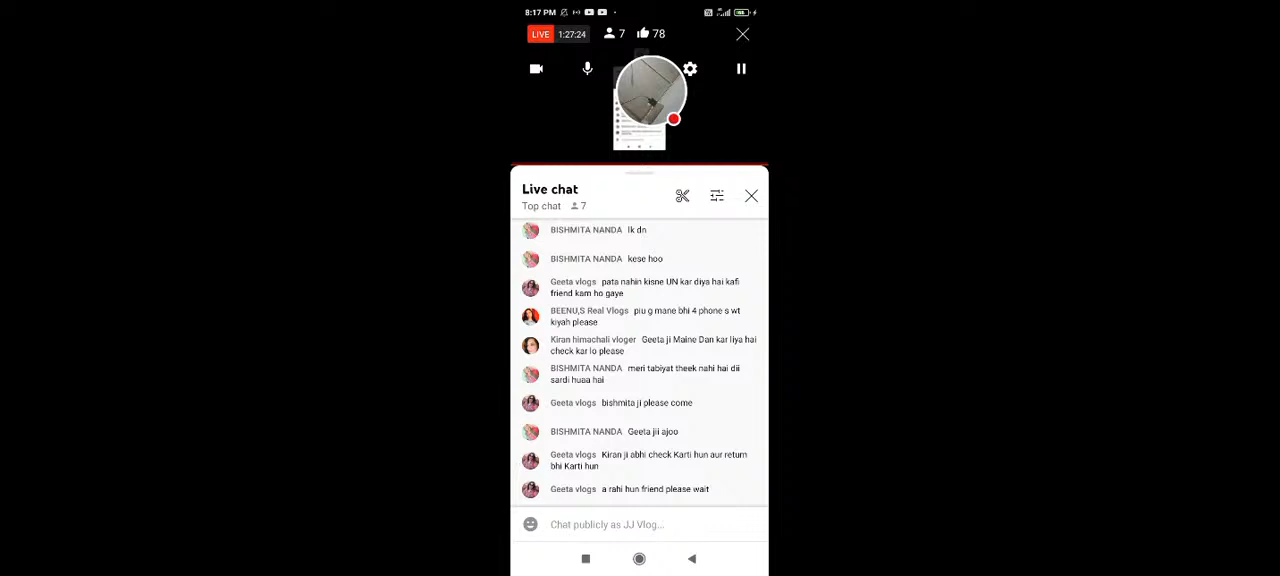 8:17 PM
LIVE 1:27:24 7 78
Live chat
Top chat 7
BISHMITA NANDA lk dn
BISHMITA NANDA kese hoo
Geeta vlogs pata nahin kisne UN kar diya hai kafi
friend kam ho gaye
BEENU,S Real Vlogs piu g mane bhi 4 phone s wt
kiyah please
Kiran himachali vloger Geeta ji Maine Dan kar liya hai
check kar lo please
BISHMITA NANDA meri tabiyat theek nahi hai dii
sardi huaa hai
Geeta vlogs bishmita ji please come
BISHMITA NANDA Geeta jii ajoo
Geeta vlogs Kiran ji abhi check Karti hun aur return
bhi Karti hun
Geeta vlogs a rahi hun friend please wait
Chat publicly as JJ Vlog...